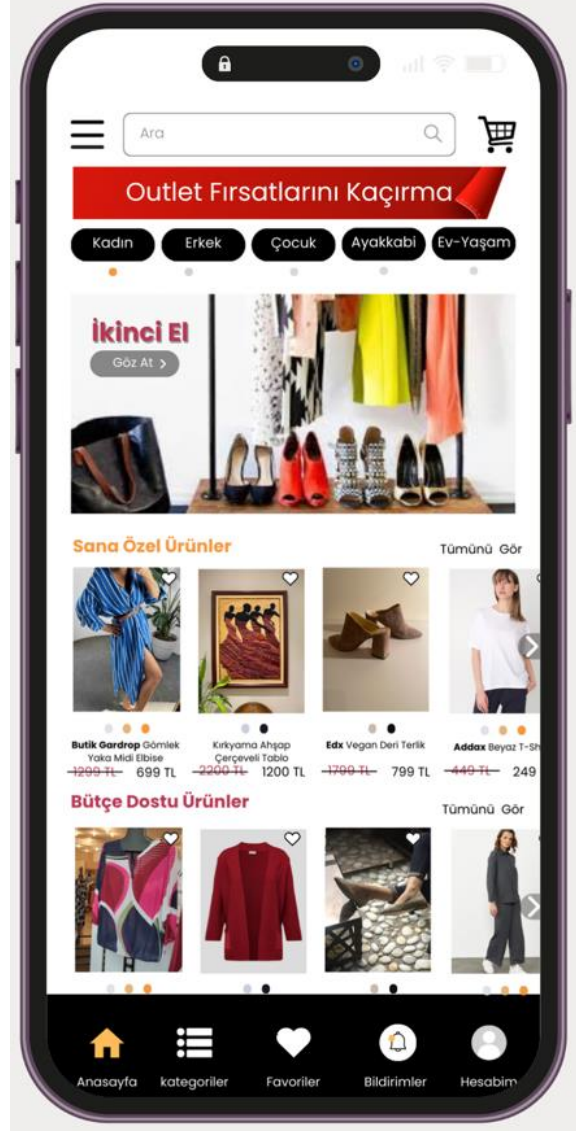 Ara
Outlet Fırsatlarını Kaçırma
Kadın
Erkek
Çocuk
Ayakkabi
Ev-Yaşam
İkinci El
Göz At >
Sana Özel Ürünler
Tümünü Gör
Butik Gardrop Gömlek
Yaka Midi Elbise
1299 TL 699 TL
Kırkyama Ahşap
Çerçeveli Tablo
2200 TL 1200 TL
Edx Vegan Deri Terlik
1799 TL 799 TL
Addax Beyaz T-Sh
449 TL 249
Bütçe Dostu Ürünler
Tümünü Gör
Anasayfa
kategoriler
Favoriler
Bildirimler
Hesabim